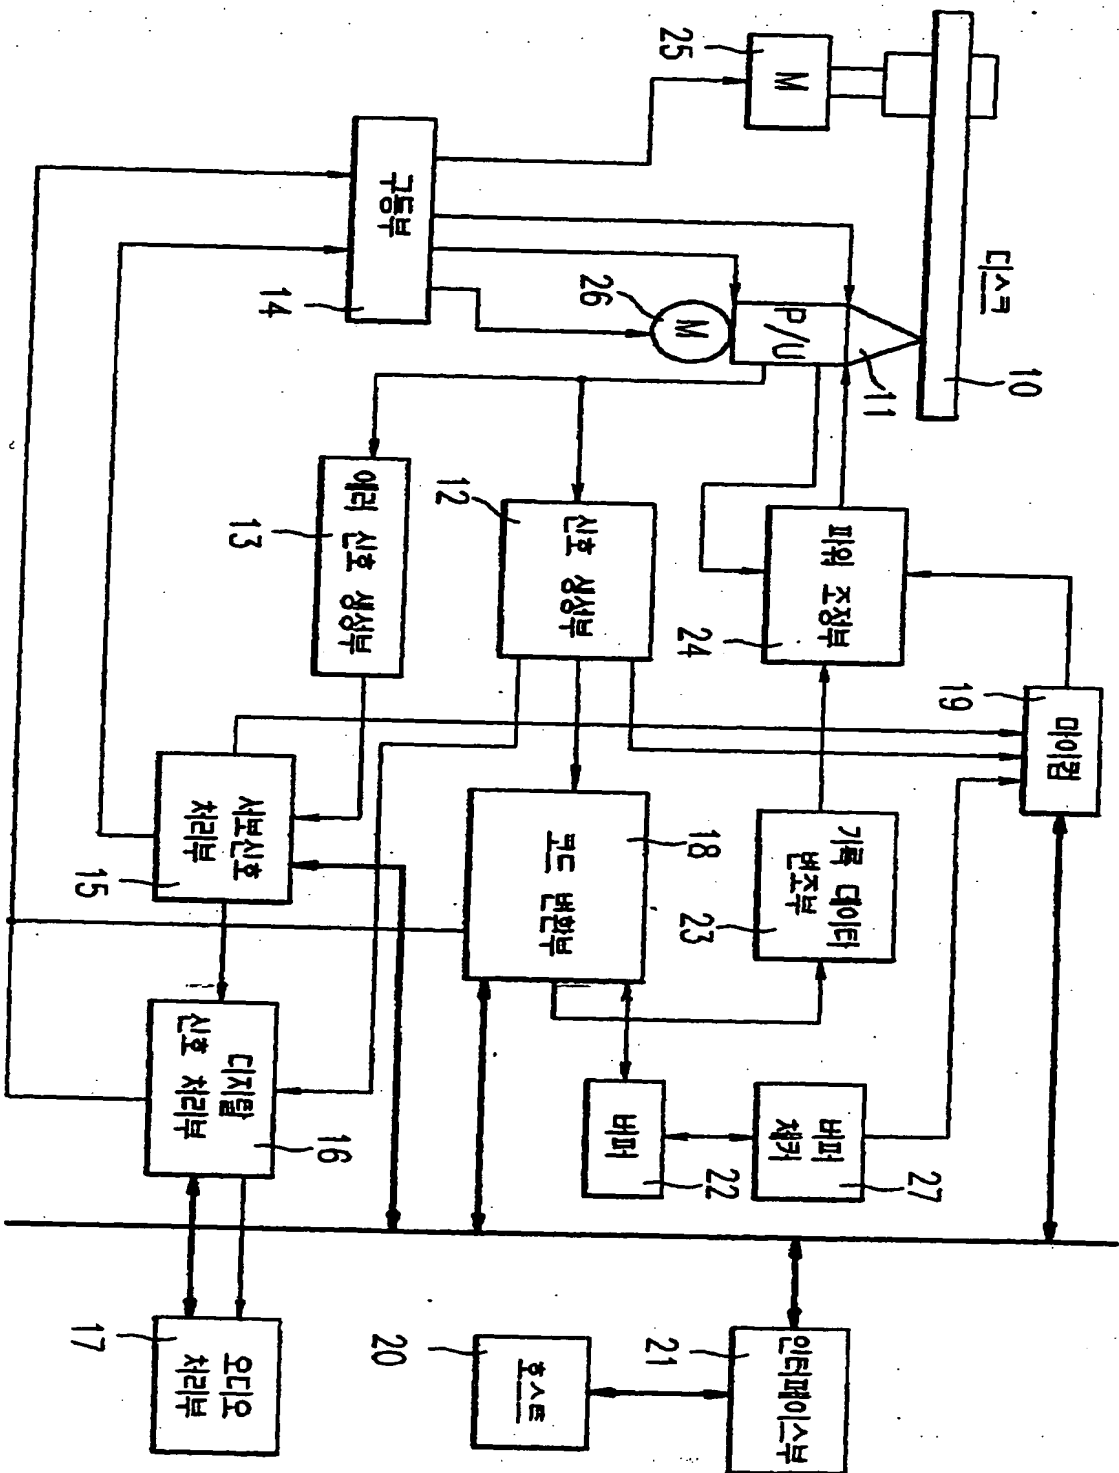 디스크
10
11
P/U
M
25
M
26
구동부
14
마이컴
19
파워 조정부
24
기록 데이터
변조부
23
버퍼
체커
27
버퍼
22
신호 생성부
12
코드 변환부
18
에러 신호 생성부
13
서보신호
처리부
15
디지탈
신호 처리부
16
인터페이스부
21
호스트
20
오디오
처리부
17